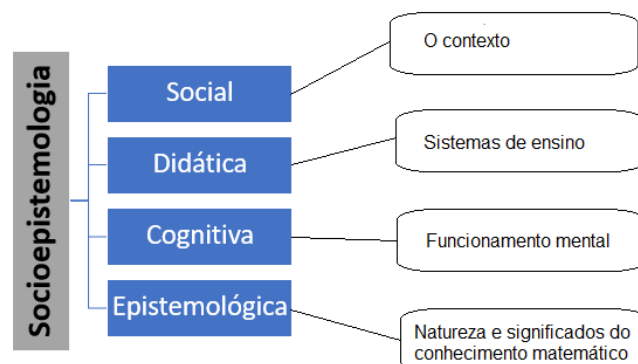 Socioepistemologia
Social
O contexto
Didática
Sistemas de ensino
Cognitiva
Funcionamento mental
Epistemológica
Natureza e significados do
conhecimento matemático